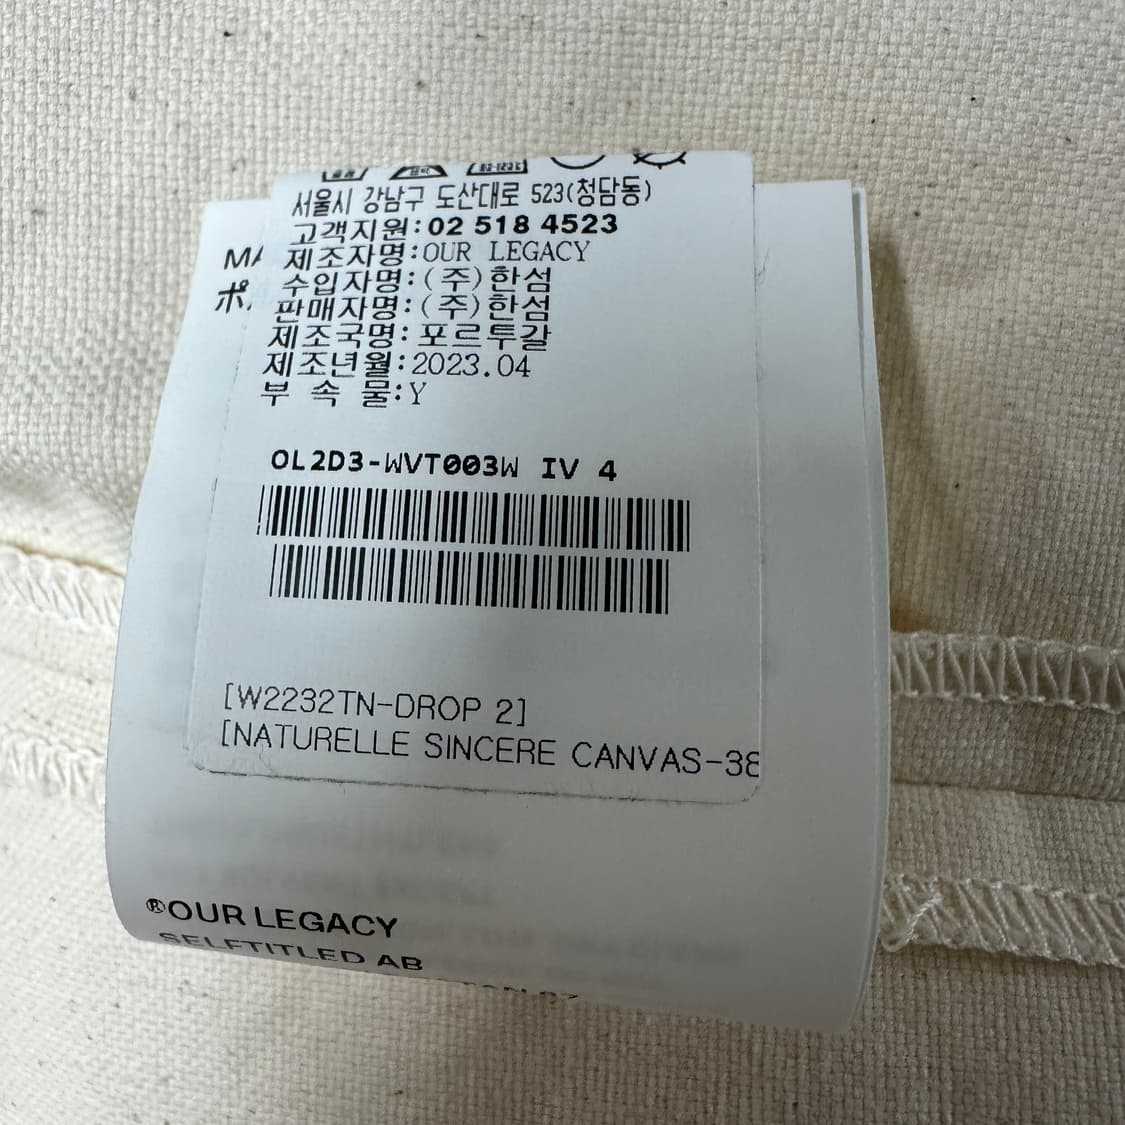 서울시 강남구 도산대로 523(청담동)
고객지원:02 518 4523
제조자명:OUR LEGACY
수입자명:(주)한섬
판매자명:(주)한섬
제조국명:포르투갈
제조년월:2023.04
부 속 물:Y
OL2D3-WVT003W IV 4
[W2232TN-DROP 2]
[NATURELLE SINCERE CANVAS-38
®OUR LEGACY
SELFTITLED AB